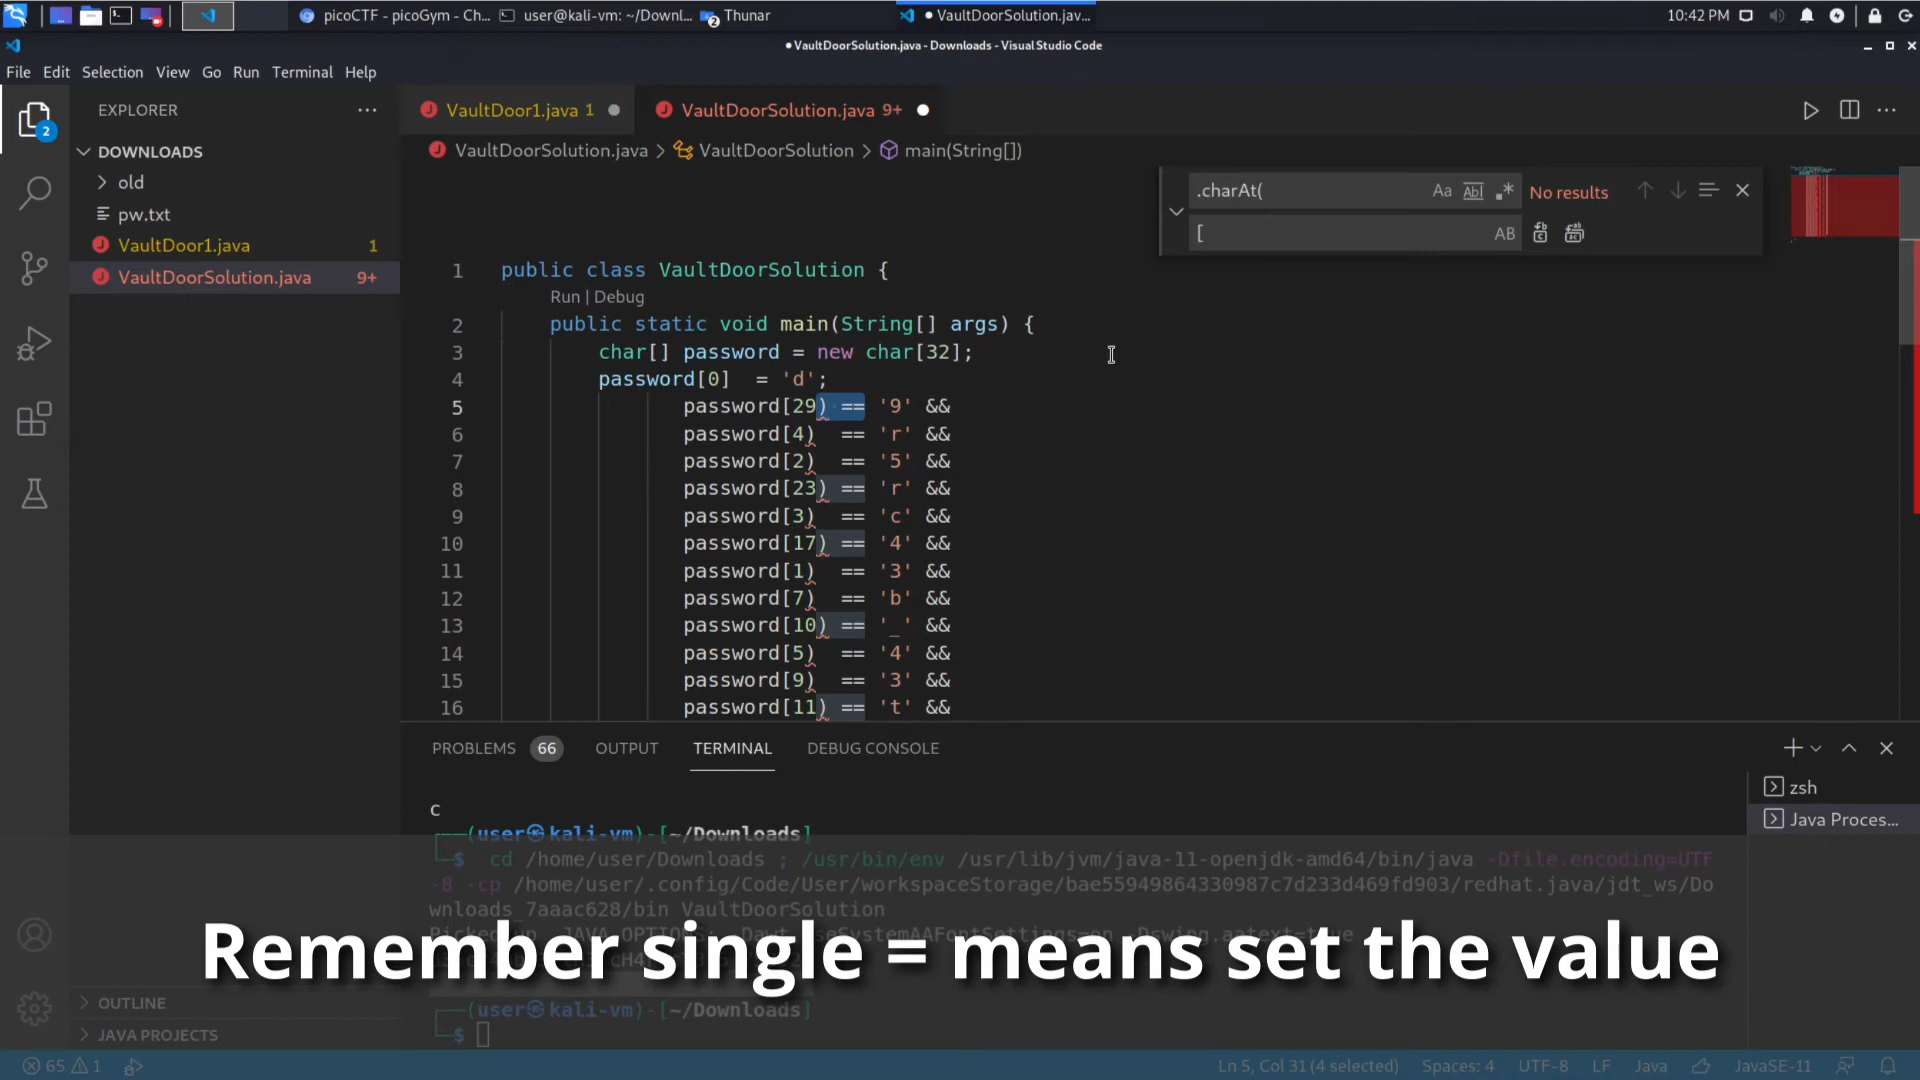 picoCTF - picoGym - Ch...
user@kali-vm: ~/Downl...
2
Thunar
● VaultDoorSolution.jav...
10:42 PM
● VaultDoorSolution.java - Downloads - Visual Studio Code
File Edit Selection View Go Run Terminal Help
2
EXPLORER
DOWNLOADS
old
pw.txt
VaultDoor1.java 1
VaultDoorSolution.java 9+
VaultDoor1.java 1
VaultDoorSolution.java 9+
VaultDoorSolution.java > VaultDoorSolution > main(String[])
.charAt( Aa Abl .* No results
[ AB
1 public class VaultDoorSolution {
Run | Debug
2 public static void main(String[] args) {
3 char[] password = new char[32];
4 password[0]  = 'd';
5 password[29) == '9' &&
6 password[4)  == 'r' &&
7 password[2)  == '5' &&
8 password[23) == 'r' &&
9 password[3)  == 'c' &&
10 password[17) == '4' &&
11 password[1)  == '3' &&
12 password[7)  == 'b' &&
13 password[10) == '_' &&
14 password[5)  == '4' &&
15 password[9)  == '3' &&
16 password[11) == 't' &&
PROBLEMS 66 OUTPUT TERMINAL DEBUG CONSOLE
zsh
Java Proces...
c
(user㉿kali-vm)-[~/Downloads]
$ cd /home/user/Downloads ; /usr/bin/env /usr/lib/jvm/java-11-openjdk-amd64/bin/java -Dfile.encoding=UTF
-8 -cp /home/user/.config/Code/User/workspaceStorage/bae55949864330987c7d233d469fd903/redhat.java/jdt_ws/Do
wnloads_7aaac628/bin VaultDoorSolution
Remember single = means set the value
(user㉿kali-vm)-[~/Downloads]
$
OUTLINE
JAVA PROJECTS
65 1
Ln 5, Col 31 (4 selected) Spaces: 4 UTF-8 LF Java JavaSE-11